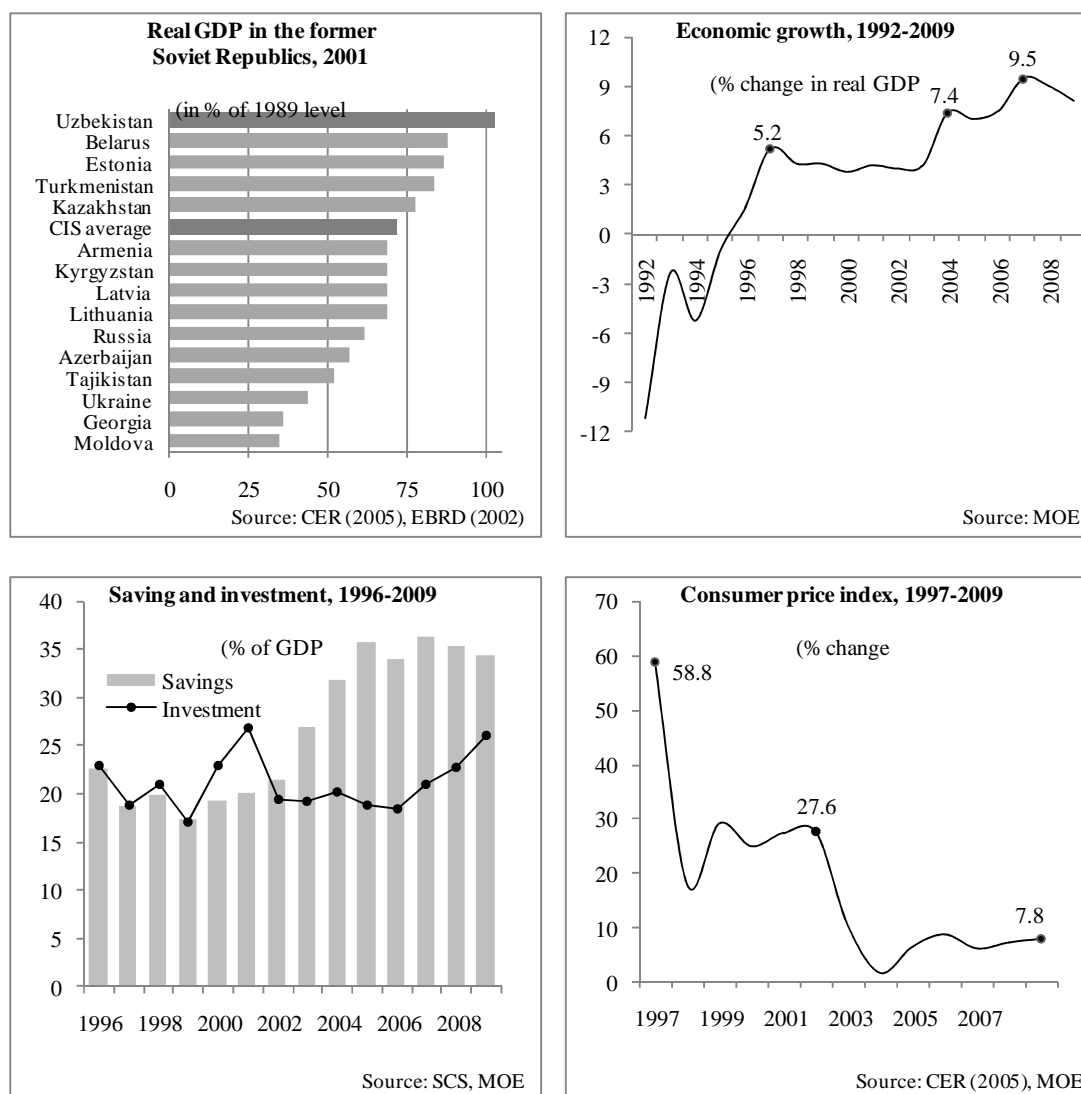 Real GDP in the former
Soviet Republics, 2001
(in % of 1989 level
Uzbekistan
Belarus
Estonia
Turkmenistan
Kazakhstan
CIS average
Armenia
Kyrgyzstan
Latvia
Lithuania
Russia
Azerbaijan
Tajikistan
Ukraine
Georgia
Moldova
0 25 50 75 100
Source: CER (2005), EBRD (2002)
Economic growth, 1992-2009
(% change in real GDP
12
9
6
3
0
-3
-6
-9
-12
5.2
7.4
9.5
1992 1994 1996 1998 2000 2002 2004 2006 2008
Source: MOE
Saving and investment, 1996-2009
(% of GDP
Savings
Investment
40
35
30
25
20
15
10
5
0
1996 1998 2000 2002 2004 2006 2008
Source: SCS, MOE
Consumer price index, 1997-2009
(% change
70
60
50
40
30
20
10
0
58.8
27.6
7.8
1997 1999 2001 2003 2005 2007
Source: CER (2005), MOE